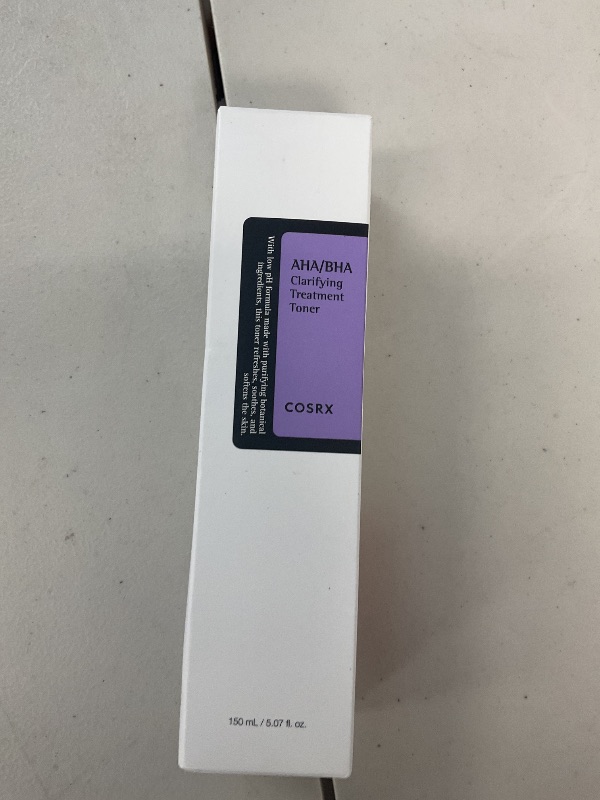 AHA/BHA
Clarifying
Treatment
Toner
COSRX
With low pH formula made with purifying botanical
ingredients, this toner refreshes, soothes, and
softens the skin.
150 mL / 5.07 fl. oz.